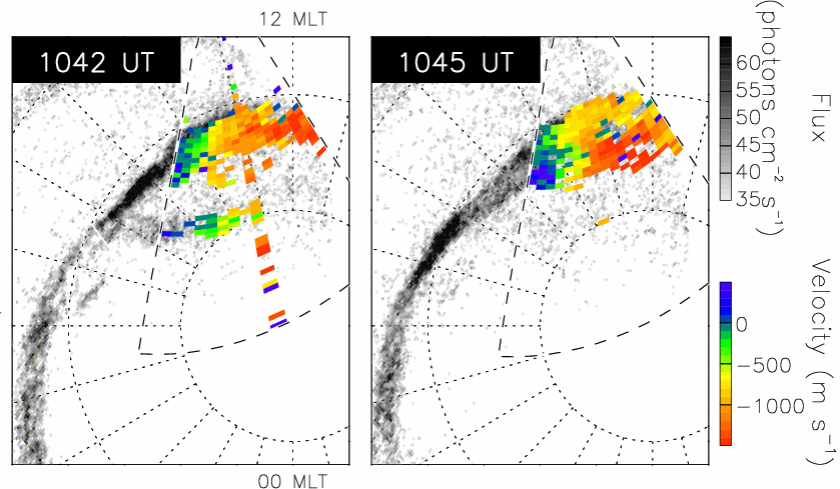 12 MLT
1042 UT
1045 UT
00 MLT
60
55
50
45
40
35
Flux
(photons cm⁻² s⁻¹)
0
−500
−1000
Velocity (m s⁻¹)